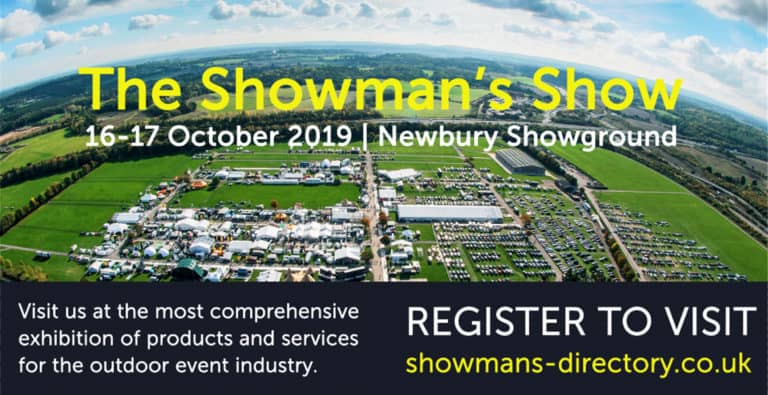 The Showman's Show
16-17 October 2019 | Newbury Showground
Visit us at the most comprehensive
exhibition of products and services
for the outdoor event industry.
REGISTER TO VISIT
showmans-directory.co.uk